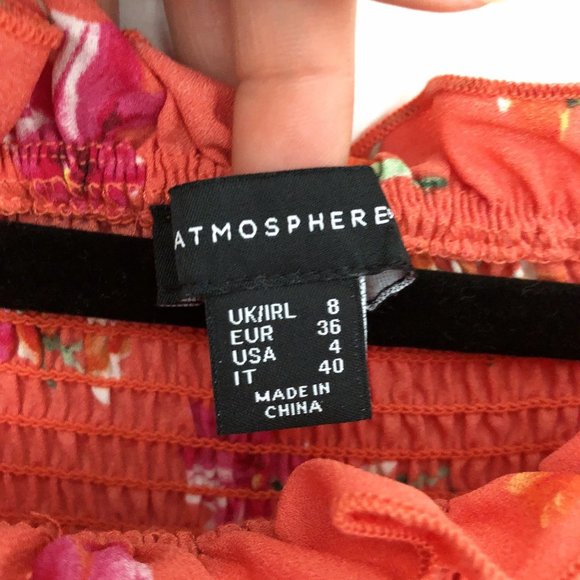 ATMOSPHERE
UK/IRL 8
EUR 36
USA 4
IT 40
MADE IN
CHINA